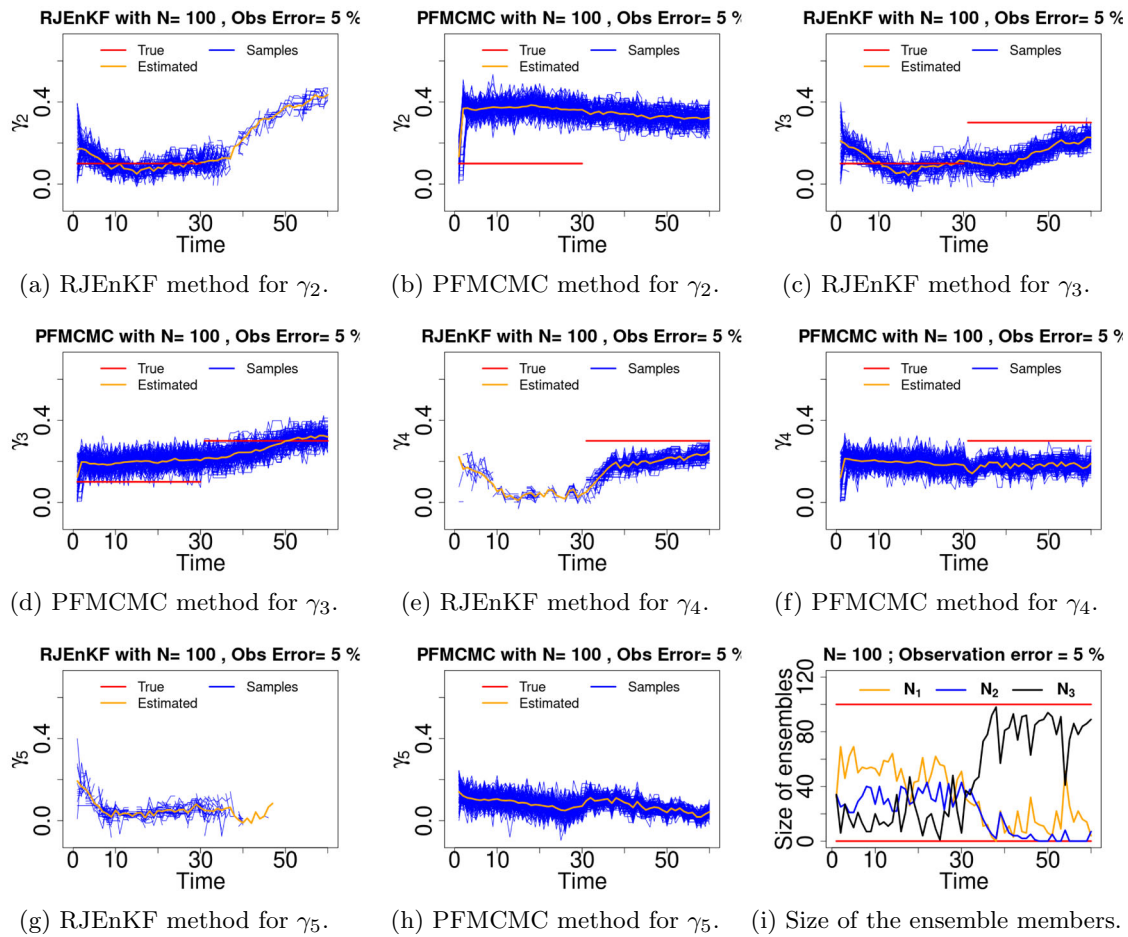 RJEnKF with N= 100 , Obs Error= 5 %
PFMCMC with N= 100 , Obs Error= 5 %
RJEnKF with N= 100 , Obs Error= 5 %
True
Samples
Estimated
True
Samples
Estimated
True
Samples
Estimated
γ2
0.0 0.4
γ2
0.0 0.4
γ3
0.0 0.4
0 10 30 50
0 10 30 50
0 10 30 50
Time
Time
Time
(a) RJEnKF method for γ2.
(b) PFMCMC method for γ2.
(c) RJEnKF method for γ3.
PFMCMC with N= 100 , Obs Error= 5 %
RJEnKF with N= 100 , Obs Error= 5 %
PFMCMC with N= 100 , Obs Error= 5 %
True
Samples
Estimated
True
Samples
Estimated
True
Samples
Estimated
γ3
0.0 0.4
γ4
0.0 0.4
γ4
0.0 0.4
0 10 30 50
0 10 30 50
0 10 30 50
Time
Time
Time
(d) PFMCMC method for γ3.
(e) RJEnKF method for γ4.
(f) PFMCMC method for γ4.
RJEnKF with N= 100 , Obs Error= 5 %
PFMCMC with N= 100 , Obs Error= 5 %
N= 100 ; Observation error = 5 %
True
Samples
Estimated
True
Samples
Estimated
N1 N2 N3
γ5
0.0 0.4
γ5
0.0 0.4
Size of ensembles
0 40 80 120
0 10 30 50
0 10 30 50
0 10 30 50
Time
Time
Time
(g) RJEnKF method for γ5.
(h) PFMCMC method for γ5.
(i) Size of the ensemble members.